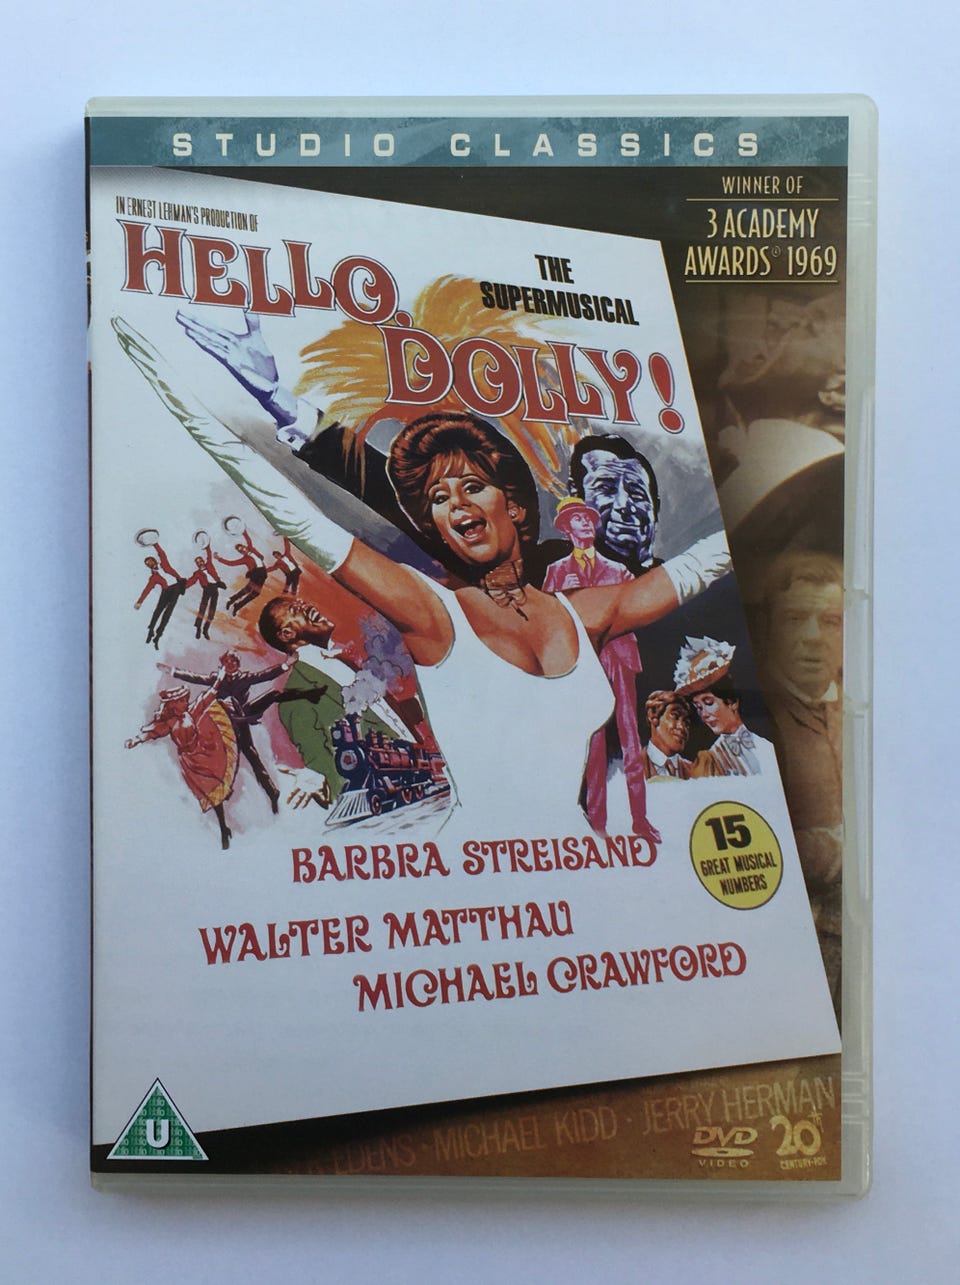 STUDIO CLASSICS
WINNER OF
3 ACADEMY
AWARDS® 1969
IN ERNEST LEHMAN'S PRODUCTION OF
HELLO,
DOLLY!
THE
SUPERMUSICAL
15
GREAT MUSICAL
NUMBERS
BARBRA STREISAND
WALTER MATTHAU
MICHAEL CRAWFORD
EDENS · MICHAEL KIDD · JERRY HERMAN
U
DVD
VIDEO
20th
CENTURY-FOX